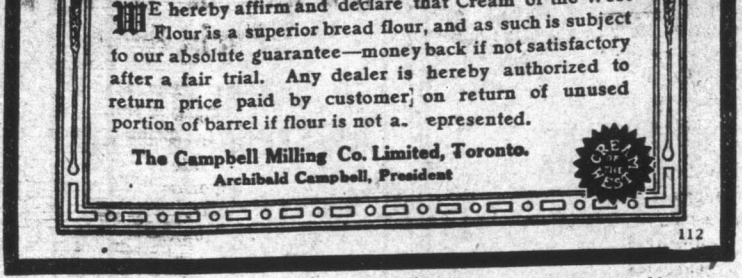 WE hereby affirm and declare that Cream of the West
Flour is a superior bread flour, and as such is subject
to our absolute guarantee—money back if not satisfactory
after a fair trial. Any dealer is hereby authorized to
return price paid by customer, on return of unused
portion of barrel if flour is not a. epresented.
The Campbell Milling Co. Limited, Toronto.
Archibald Campbell, President
CREAM
OF
THE
WEST
112